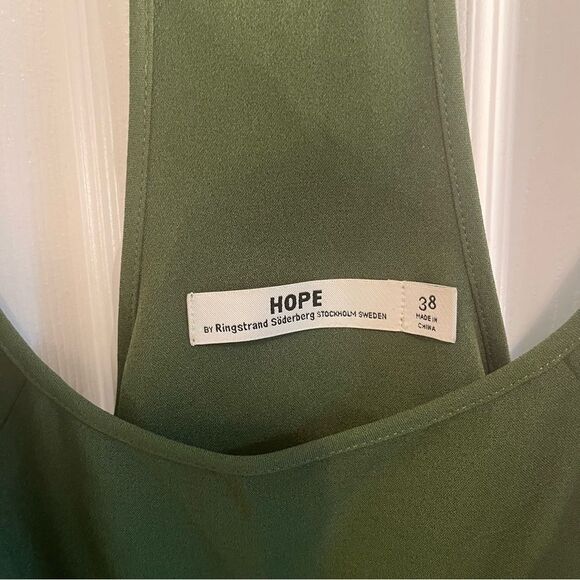 HOPE
BY Ringstrand Söderberg STOCKHOLM SWEDEN
38
MADE IN
CHINA